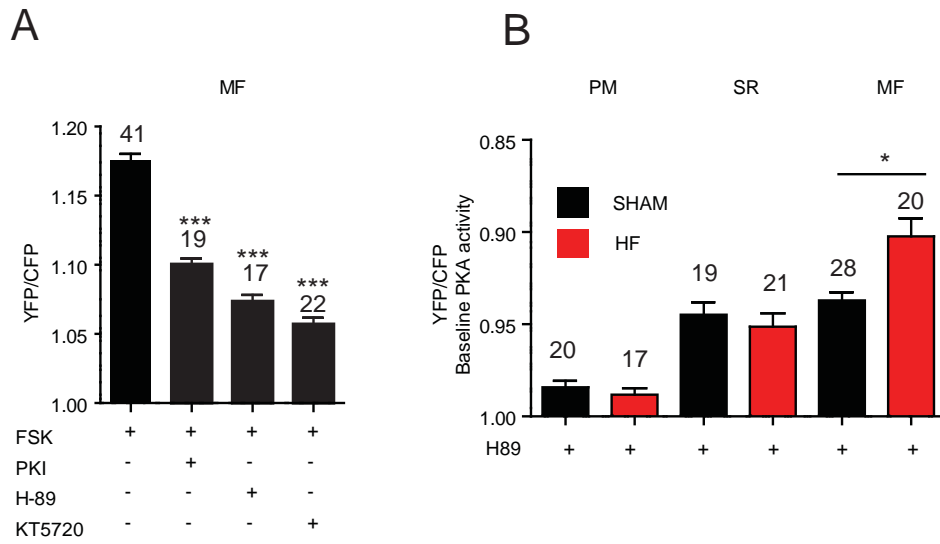 A
MF
YFP/CFP
1.20
1.15
1.10
1.05
1.00
41
***
19
***
17
***
22
FSK + + + +
PKI - + - -
H-89 - - + -
KT5720 - - - +
B
PM SR MF
YFP/CFP
Baseline PKA activity
0.85
0.90
0.95
1.00
SHAM
HF
*
20
17
19
21
28
20
H89 + + + + + +